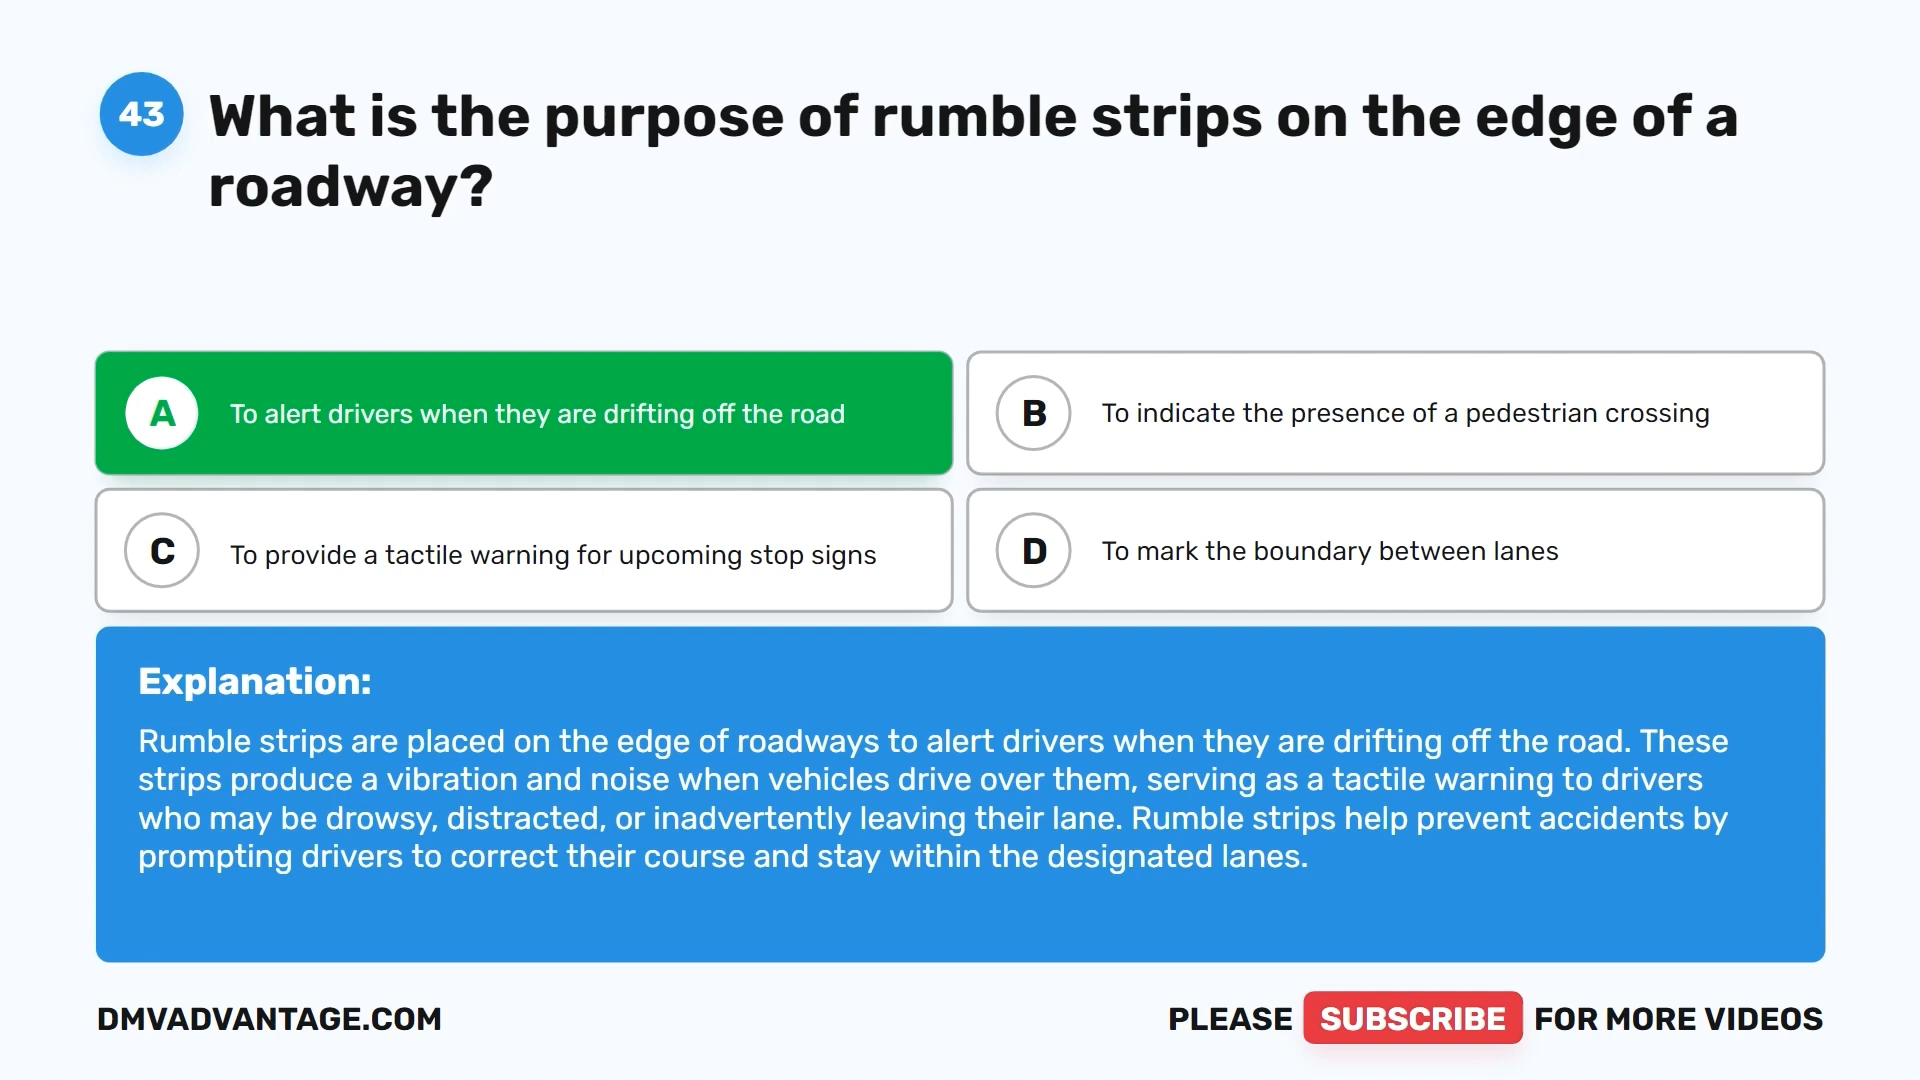 43
What is the purpose of rumble strips on the edge of a
roadway?
A
To alert drivers when they are drifting off the road
B
To indicate the presence of a pedestrian crossing
C
To provide a tactile warning for upcoming stop signs
D
To mark the boundary between lanes
Explanation:
Rumble strips are placed on the edge of roadways to alert drivers when they are drifting off the road. These
strips produce a vibration and noise when vehicles drive over them, serving as a tactile warning to drivers
who may be drowsy, distracted, or inadvertently leaving their lane. Rumble strips help prevent accidents by
prompting drivers to correct their course and stay within the designated lanes.
DMVADVANTAGE.COM
PLEASE SUBSCRIBE FOR MORE VIDEOS